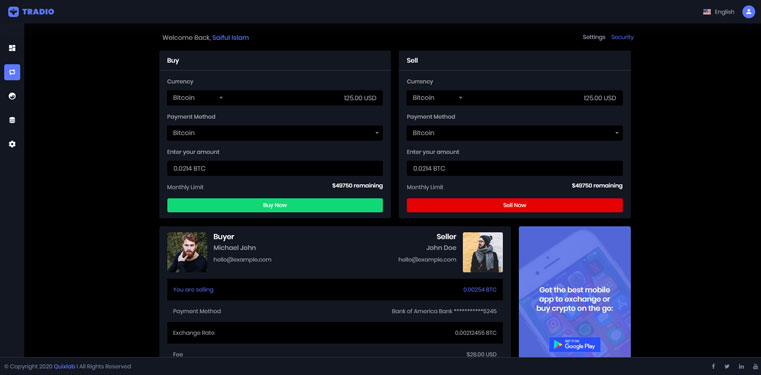 TRADIO
English
Welcome Back, Saiful Islam
Settings Security
Buy
Currency
Bitcoin 125.00 USD
Payment Method
Bitcoin
Enter your amount
0.0214 BTC
Monthly Limit $49750 remaining
Buy Now
Sell
Currency
Bitcoin 125.00 USD
Payment Method
Bitcoin
Enter your amount
0.0214 BTC
Monthly Limit $49750 remaining
Sell Now
Buyer
Michael John
hello@example.com
Seller
John Doe
hello@example.com
You are selling 0.00254 BTC
Payment Method Bank of America Bank ***********5245
Exchange Rate 0.00212455 BTC
Fee $28.00 USD
Get the best mobile
app to exchange or
buy crypto on the go:
GET IT ON
Google Play
© Copyright 2020 Quixlab I All Rights Reserved